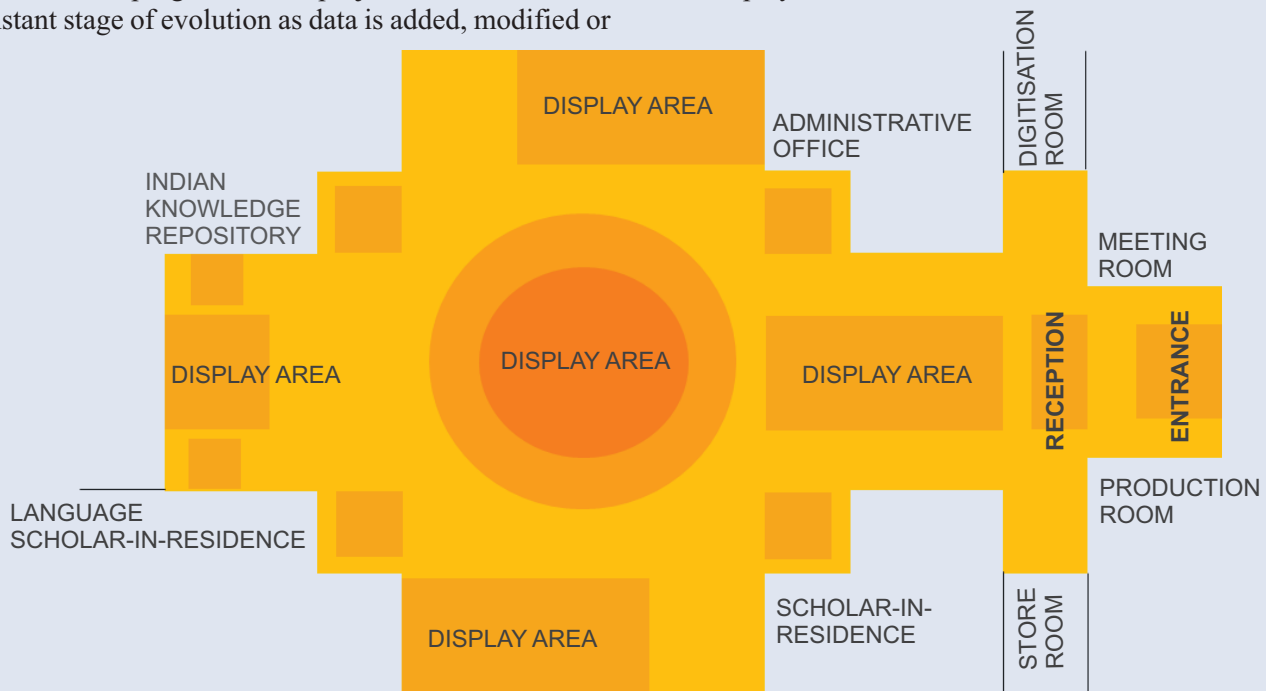 nstant stage of evolution as data is added, modified or
DISPLAY AREA
ADMINISTRATIVE
OFFICE
DIGITISATION
ROOM
INDIAN
KNOWLEDGE
REPOSITORY
MEETING
ROOM
DISPLAY AREA
DISPLAY AREA
DISPLAY AREA
RECEPTION
ENTRANCE
LANGUAGE
SCHOLAR-IN-RESIDENCE
PRODUCTION
ROOM
DISPLAY AREA
SCHOLAR-IN-
RESIDENCE
STORE
ROOM